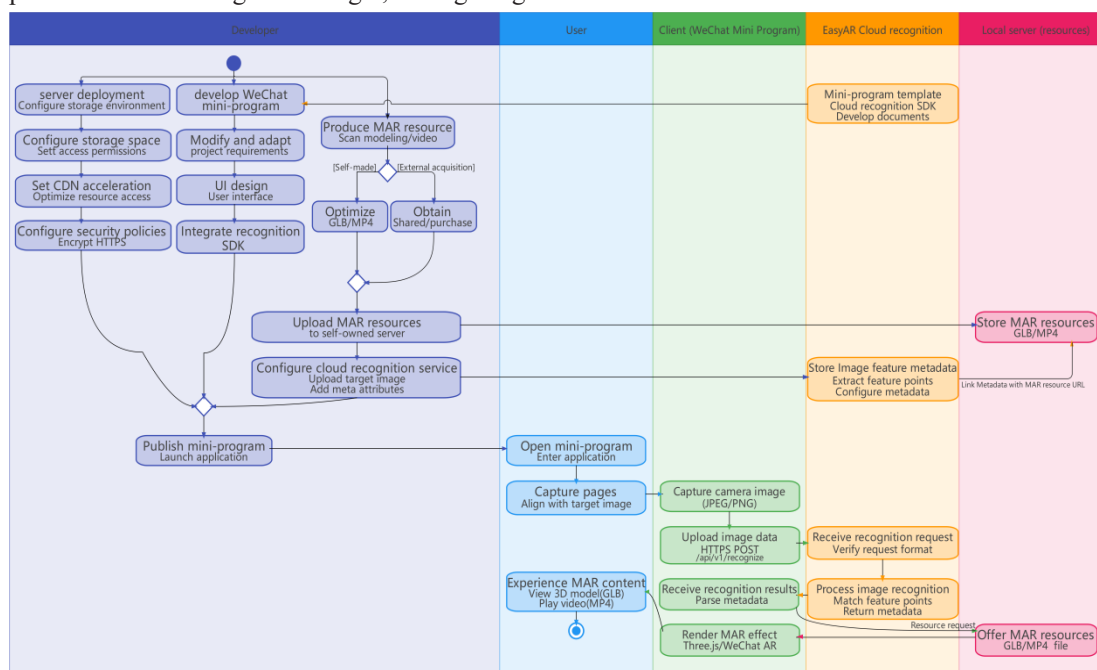 Developer
User
Client (WeChat Mini Program)
EasyAR Cloud recognition
Local server (resources)
server deployment
Configure storage environment
develop WeChat
mini-program
Mini-program template
Cloud recognition SDK
Develop documents
Produce MAR resource
Scan modeling/video
Configure storage space
Sett access permissions
Modify and adapt
project requirements
[Self-made]
[External acquisition]
Set CDN acceleration
Optimize resource access
UI design
User interface
Optimize
GLB/MP4
Obtain
Shared/purchase
Configure security policies
Encrypt HTTPS
Integrate recognition
SDK
Upload MAR resources
to self-owned server
Store MAR resources
GLB/MP4
Configure cloud recognition service
Upload target image
Add meta attributes
Store Image feature metadata
Extract feature points
Configure metadata
Link Metadata with MAR resource URL
Publish mini-program
Launch application
Open mini-program
Enter application
Capture pages
Align with target image
Capture camera image
(JPEG/PNG)
Upload image data
HTTPS POST
/api/v1/recognize
Receive recognition request
Verify request format
Experience MAR content
View 3D model(GLB)
Play video(MP4)
Receive recognition results
Parse metadata
Process image recognition
Match feature points
Return metadata
Resource request
Render MAR effect
Three.js/WeChat AR
Offer MAR resources
GLB/MP4 file